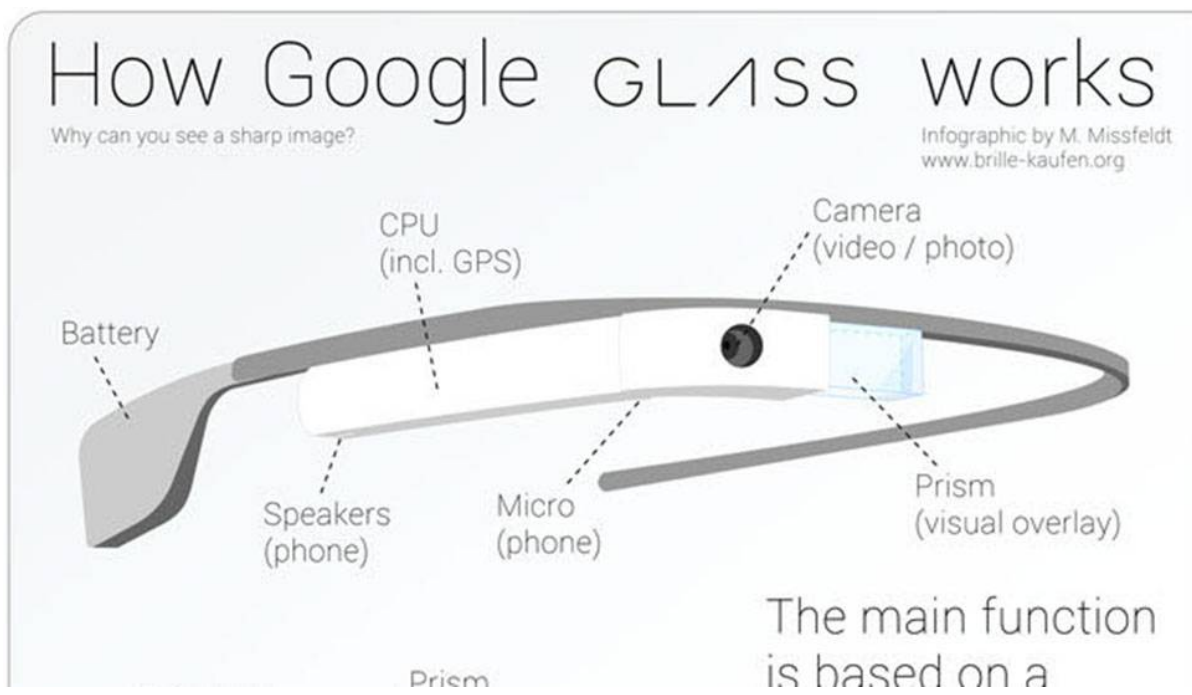 How Google GLASS works
Why can you see a sharp image?
Infographic by M. Missfeldt
www.brille-kaufen.org
Camera
(video / photo)
CPU
(incl. GPS)
Battery
Speakers
(phone)
Micro
(phone)
Prism
(visual overlay)
The main function
is based on a
Prism